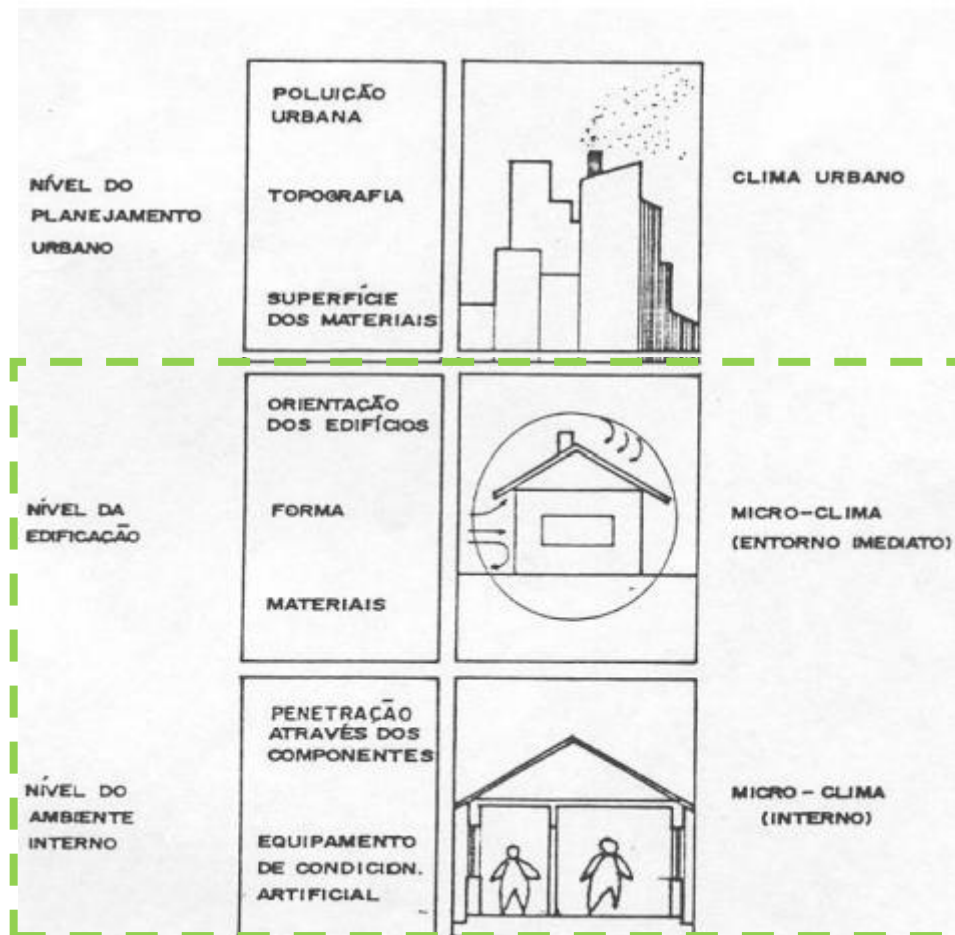 NÍVEL DO
PLANEJAMENTO
URBANO
POLUIÇÃO
URBANA
TOPOGRAFIA
SUPERFÍCIE
DOS MATERIAIS
CLIMA URBANO
NÍVEL DA
EDIFICAÇÃO
ORIENTAÇÃO
DOS EDIFÍCIOS
FORMA
MATERIAIS
MICRO-CLIMA
(ENTORNO IMEDIATO)
NÍVEL DO
AMBIENTE
INTERNO
PENETRAÇÃO
ATRAVÉS DOS
COMPONENTES
EQUIPAMENTO
DE CONDICION.
ARTIFICIAL
MICRO - CLIMA
(INTERNO)